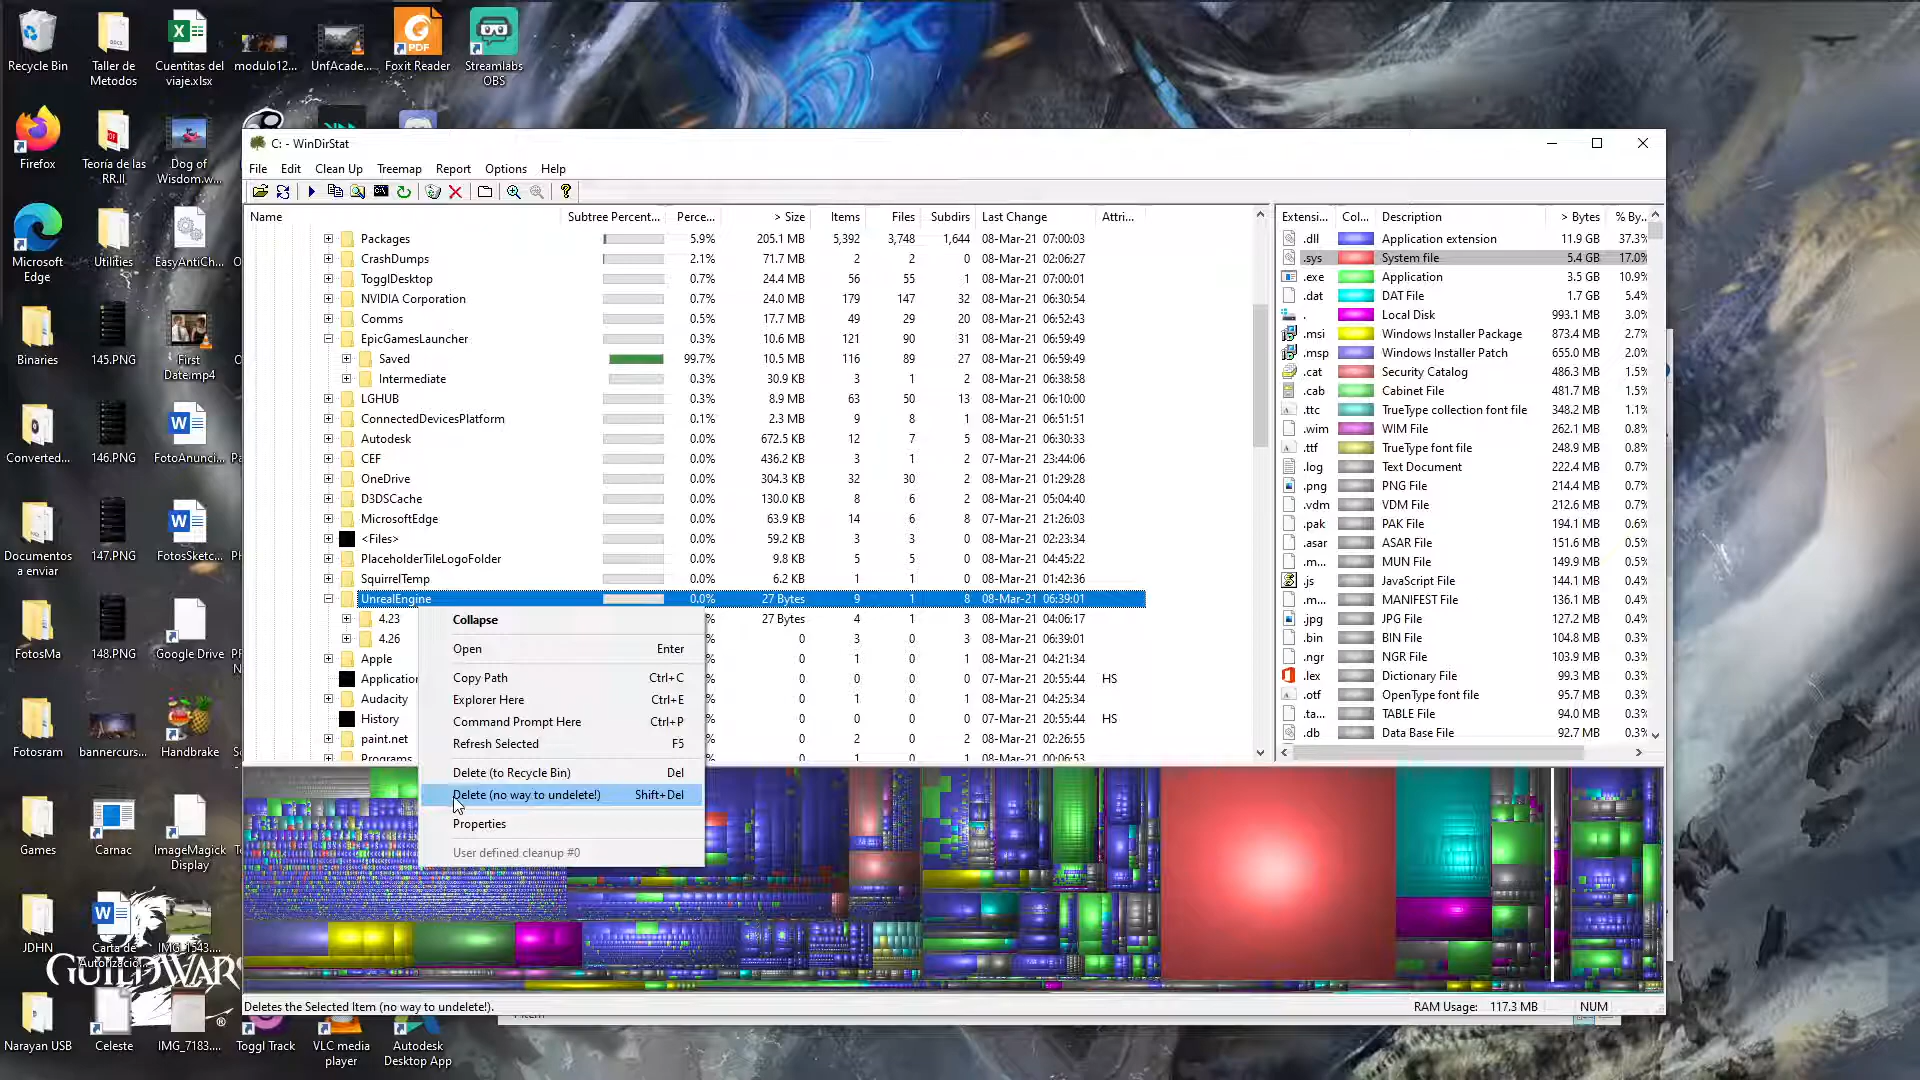 Recycle Bin
Taller de
Metodos
Cuentitas del
viaje.xlsx
modulo12...
UnfAcade...
Foxit Reader
Streamlabs
OBS
Firefox
Teoría de las
RR.II
Dog of
Wisdom.w...
Microsoft
Edge
Utilities
EasyAntiCh...
Binaries
145.PNG
First
Date.mp4
Converted...
146.PNG
FotoAnunci...
Documentos
a enviar
147.PNG
FotosSketc...
FotosMa
148.PNG
Google Drive
Fotosram
bannercurs...
Handbrake
Games
Carnac
ImageMagick
Display
JDHN
Carta de
Autorizació...
IMG_1543....
GUILDWARS
Narayan USB
Celeste
IMG_7183....
Toggl Track
VLC media
player
Autodesk
Desktop App
C: - WinDirStat
File Edit Clean Up Treemap Report Options Help
Name Subtree Percent... Perce... > Size Items Files Subdirs Last Change Attri...
Packages 5.9% 205.1 MB 5,392 3,748 1,644 08-Mar-21 07:00:03
CrashDumps 2.1% 71.7 MB 2 2 0 08-Mar-21 02:06:27
TogglDesktop 0.7% 24.4 MB 56 55 1 08-Mar-21 07:00:01
NVIDIA Corporation 0.7% 24.0 MB 179 147 32 08-Mar-21 06:30:54
Comms 0.5% 17.7 MB 49 29 20 08-Mar-21 06:52:43
EpicGamesLauncher 0.3% 10.6 MB 121 90 31 08-Mar-21 06:59:49
Saved 99.7% 10.5 MB 116 89 27 08-Mar-21 06:59:49
Intermediate 0.3% 30.9 KB 3 1 2 08-Mar-21 06:38:58
LGHUB 0.3% 8.9 MB 63 50 13 08-Mar-21 06:10:00
ConnectedDevicesPlatform 0.1% 2.3 MB 9 8 1 08-Mar-21 06:51:51
Autodesk 0.0% 672.5 KB 12 7 5 08-Mar-21 06:30:33
CEF 0.0% 436.2 KB 3 1 2 07-Mar-21 23:44:06
OneDrive 0.0% 304.3 KB 32 30 2 08-Mar-21 01:29:28
D3DSCache 0.0% 130.0 KB 8 6 2 08-Mar-21 05:04:40
MicrosoftEdge 0.0% 63.9 KB 14 6 8 07-Mar-21 21:26:03
<Files> 0.0% 59.2 KB 3 3 0 08-Mar-21 02:23:34
PlaceholderTileLogoFolder 0.0% 9.8 KB 5 5 0 08-Mar-21 04:45:22
SquirrelTemp 0.0% 6.2 KB 1 1 0 08-Mar-21 01:42:36
UnrealEngine 0.0% 27 Bytes 9 1 8 08-Mar-21 06:39:01
4.23 27 Bytes 4 1 3 08-Mar-21 04:06:17
4.26 % 0 3 0 3 08-Mar-21 06:39:01
Apple % 0 1 0 1 08-Mar-21 04:21:34
Application % 0 0 0 0 07-Mar-21 20:55:44 HS
Audacity % 0 1 0 1 08-Mar-21 04:25:34
History % 0 0 0 0 07-Mar-21 20:55:44 HS
paint.net % 0 2 0 2 08-Mar-21 02:26:55
Programs % 0 1 0 1 08-Mar-21 00:06:53
Collapse
Open Enter
Copy Path Ctrl+C
Explorer Here Ctrl+E
Command Prompt Here Ctrl+P
Refresh Selected F5
Delete (to Recycle Bin) Del
Delete (no way to undelete!) Shift+Del
Properties
User defined cleanup #0
Extensi... Col... Description > Bytes % By...
.dll Application extension 11.9 GB 37.3%
.sys System file 5.4 GB 17.0%
.exe Application 3.5 GB 10.9%
.dat DAT File 1.7 GB 5.4%
. Local Disk 993.1 MB 3.0%
.msi Windows Installer Package 873.4 MB 2.7%
.msp Windows Installer Patch 655.0 MB 2.0%
.cat Security Catalog 486.3 MB 1.5%
.cab Cabinet File 481.7 MB 1.5%
.ttc TrueType collection font file 348.2 MB 1.1%
.wim WIM File 262.1 MB 0.8%
.ttf TrueType font file 248.9 MB 0.8%
.log Text Document 222.4 MB 0.7%
.png PNG File 214.4 MB 0.7%
.vdm VDM File 212.6 MB 0.7%
.pak PAK File 194.1 MB 0.6%
.asar ASAR File 151.6 MB 0.5%
.m... MUN File 149.9 MB 0.5%
.js JavaScript File 144.1 MB 0.4%
.m... MANIFEST File 136.1 MB 0.4%
.jpg JPG File 127.2 MB 0.4%
.bin BIN File 104.8 MB 0.3%
.ngr NGR File 103.9 MB 0.3%
.lex Dictionary File 99.3 MB 0.3%
.otf OpenType font file 95.7 MB 0.3%
.ta... TABLE File 94.0 MB 0.3%
.db Data Base File 92.7 MB 0.3%
Deletes the Selected Item (no way to undelete!).
RAM Usage: 117.3 MB NUM